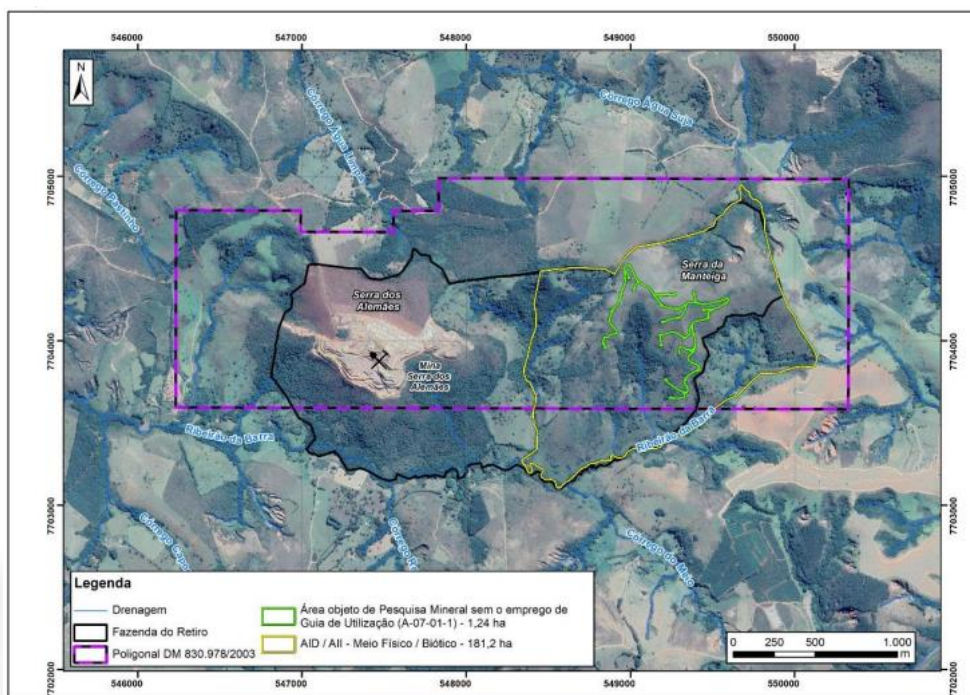 546000 547000 548000 549000 550000
N
Córrego Água Limpa
Córrego Água Suja
Córrego Pastinho
7705000 7705000
Serra da
Manteiga
Serra dos
Alemães
7704000 7704000
Mina
Serra dos
Alemães
Ribeirão da Barra
Ribeirão da Barra
7703000 7703000
Córrego
Córrego
Córrego do Melo
Legenda
Drenagem
Fazenda do Retiro
Poligonal DM 830.978/2003
Área objeto de Pesquisa Mineral sem o emprego de
Guia de Utilização (A-07-01-1) - 1,24 ha
AID / AII - Meio Físico / Biótico - 181,2 ha
0 250 500 1.000
m
7702000 7702000
546000 547000 548000 549000 550000